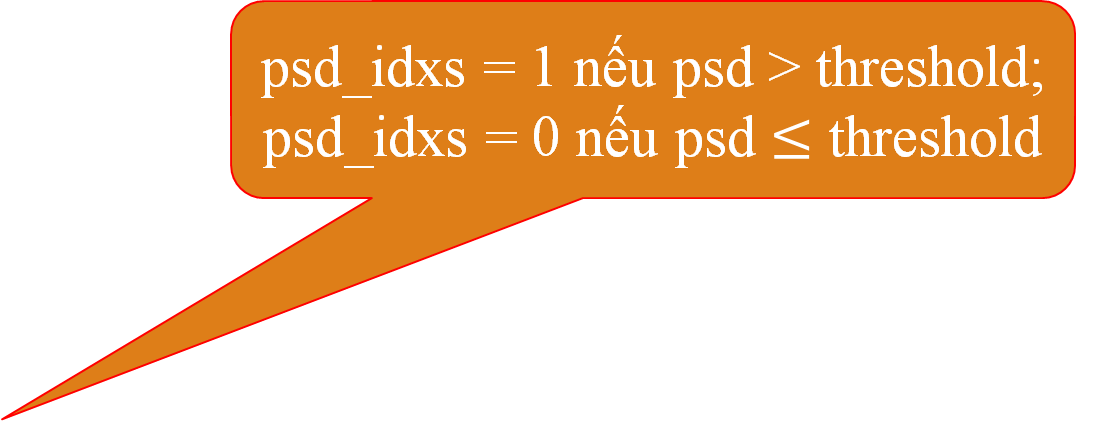 psd_idxs = 1 nếu psd > threshold;
psd_idxs = 0 nếu psd ≤ threshold